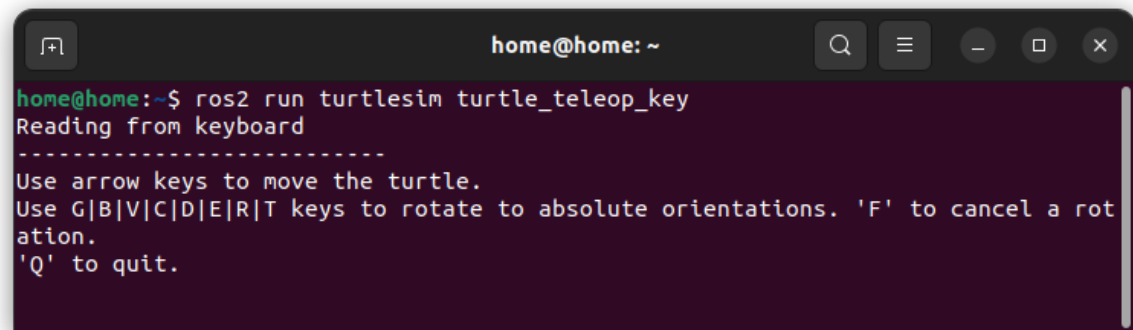 home@home: ~
home@home:~$ ros2 run turtlesim turtle_teleop_key
Reading from keyboard
---------------------------
Use arrow keys to move the turtle.
Use G|B|V|C|D|E|R|T keys to rotate to absolute orientations. 'F' to cancel a rot
ation.
'Q' to quit.